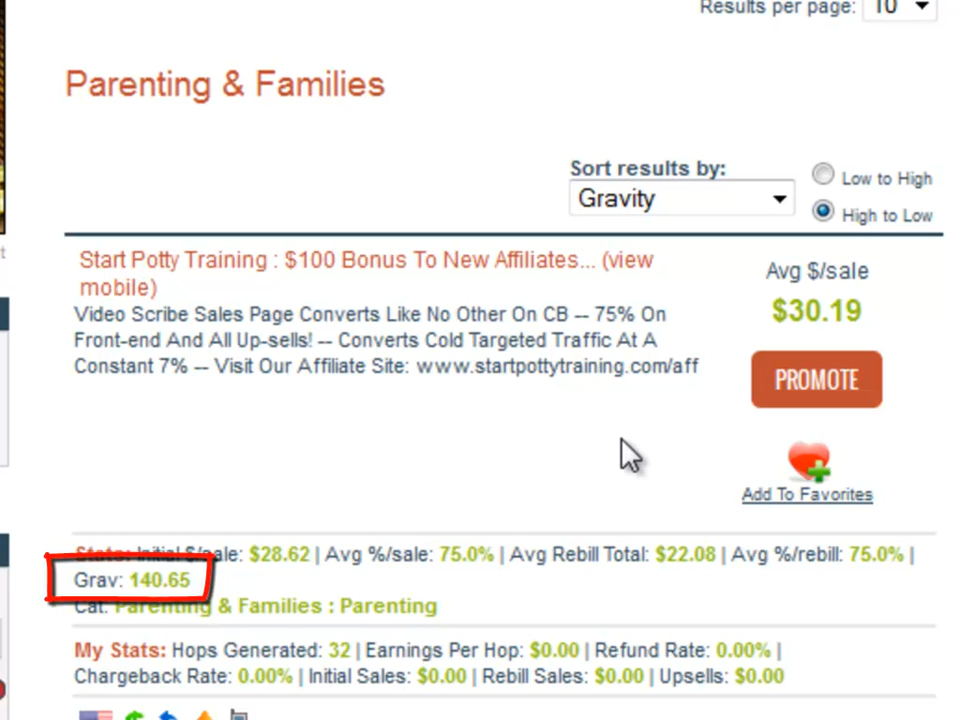 Results per page: 10
Parenting & Families
Sort results by:
Gravity
Low to High
High to Low
Start Potty Training : $100 Bonus To New Affiliates... (view
mobile)
Video Scribe Sales Page Converts Like No Other On CB -- 75% On
Front-end And All Up-sells! -- Converts Cold Targeted Traffic At A
Constant 7% -- Visit Our Affiliate Site: www.startpottytraining.com/aff
Avg $/sale
$30.19
PROMOTE
Add To Favorites
Stats: Initial $/sale: $28.62 | Avg %/sale: 75.0% | Avg Rebill Total: $22.08 | Avg %/rebill: 75.0% |
Grav: 140.65
Cat: Parenting & Families : Parenting
My Stats: Hops Generated: 32 | Earnings Per Hop: $0.00 | Refund Rate: 0.00% |
Chargeback Rate: 0.00% | Initial Sales: $0.00 | Rebill Sales: $0.00 | Upsells: $0.00